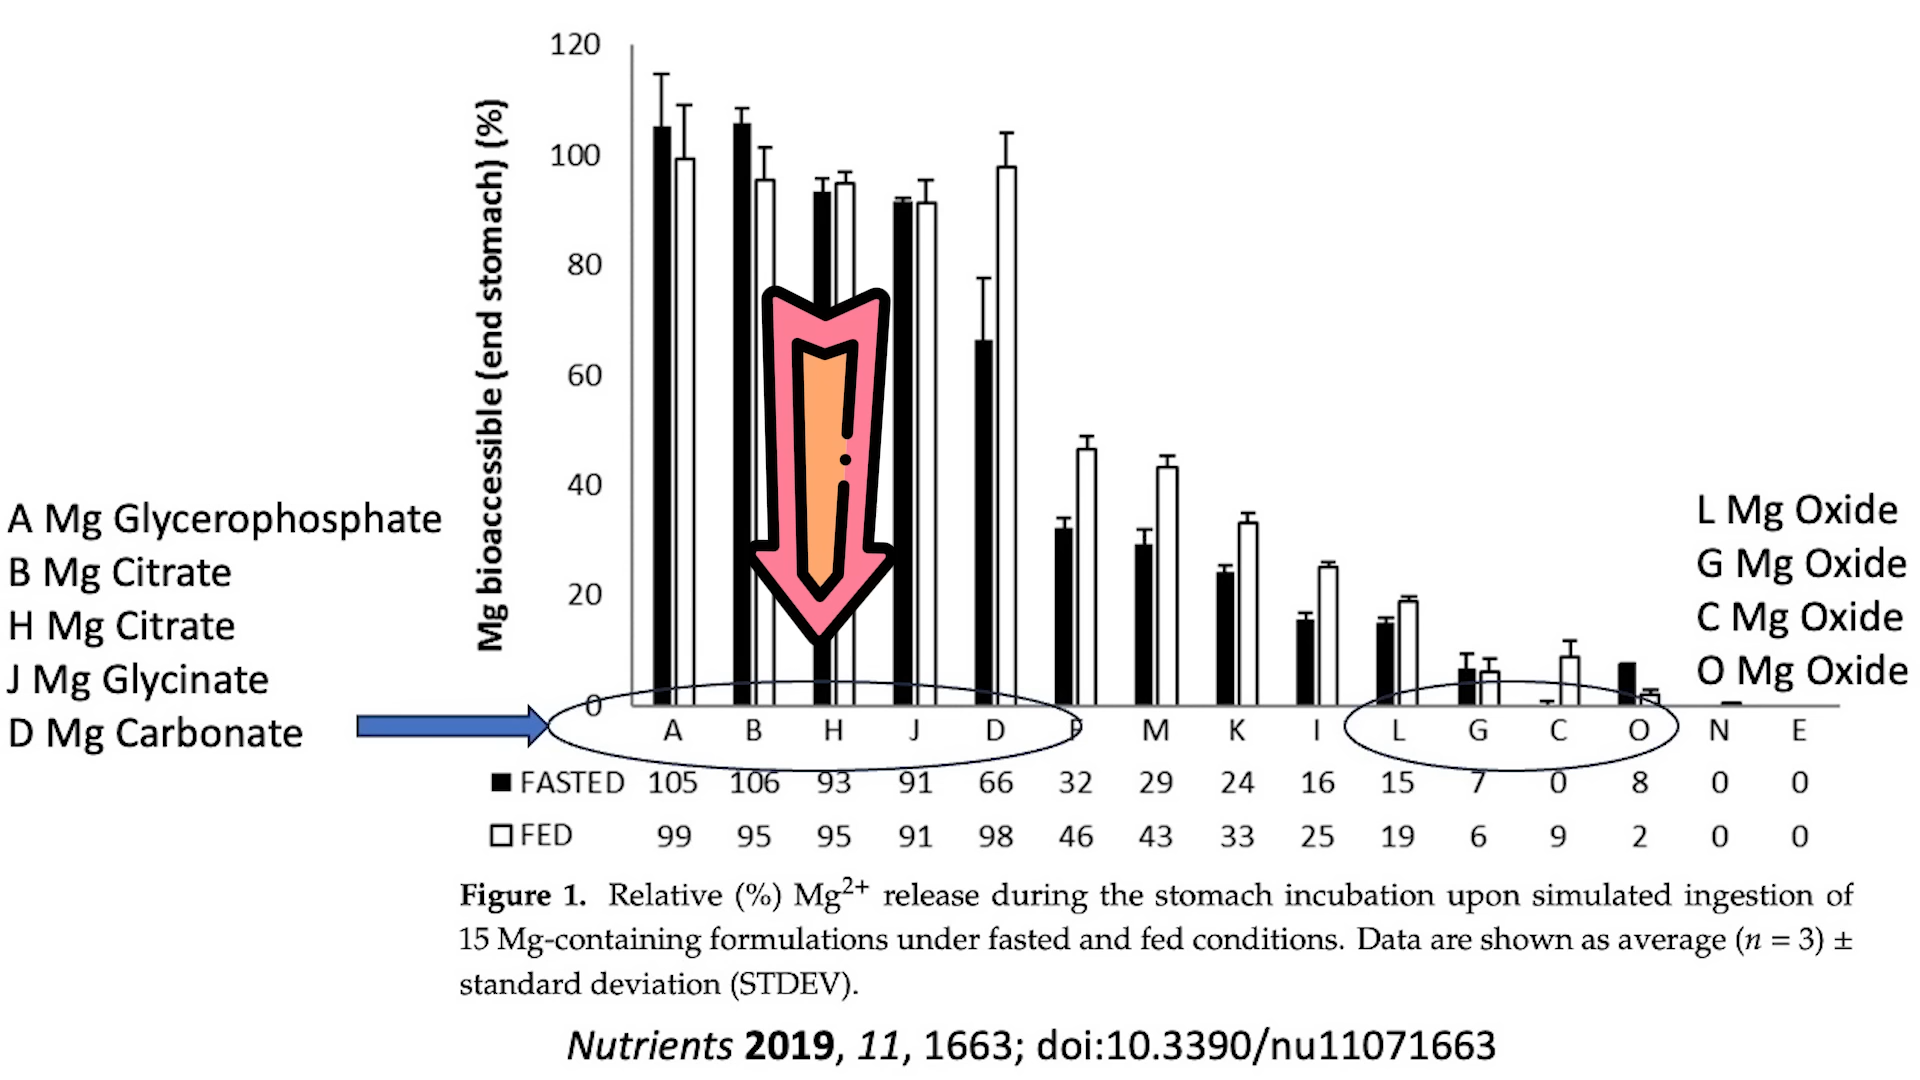 120
100
80
60
40
20
0
Mg bioaccessible (end stomach) (%)
A Mg Glycerophosphate
B Mg Citrate
H Mg Citrate
J Mg Glycinate
D Mg Carbonate
L Mg Oxide
G Mg Oxide
C Mg Oxide
O Mg Oxide
A B H J D F M K I L G C O N E
FASTED 105 106 93 91 66 32 29 24 16 15 7 0 8 0 0
FED 99 95 95 91 98 46 43 33 25 19 6 9 2 0 0
Figure 1. Relative (%) Mg²⁺ release during the stomach incubation upon simulated ingestion of
15 Mg-containing formulations under fasted and fed conditions. Data are shown as average (n = 3) ±
standard deviation (STDEV).
Nutrients 2019, 11, 1663; doi:10.3390/nu11071663